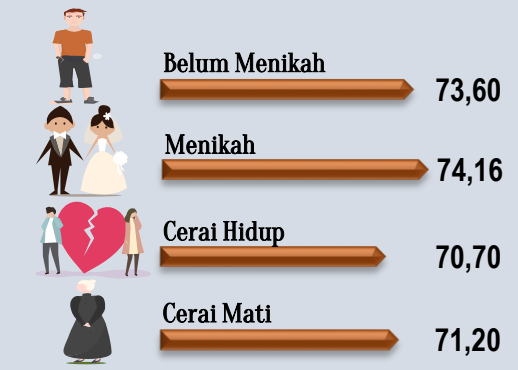 Belum Menikah
73,60
Menikah
74,16
Cerai Hidup
70,70
Cerai Mati
71,20